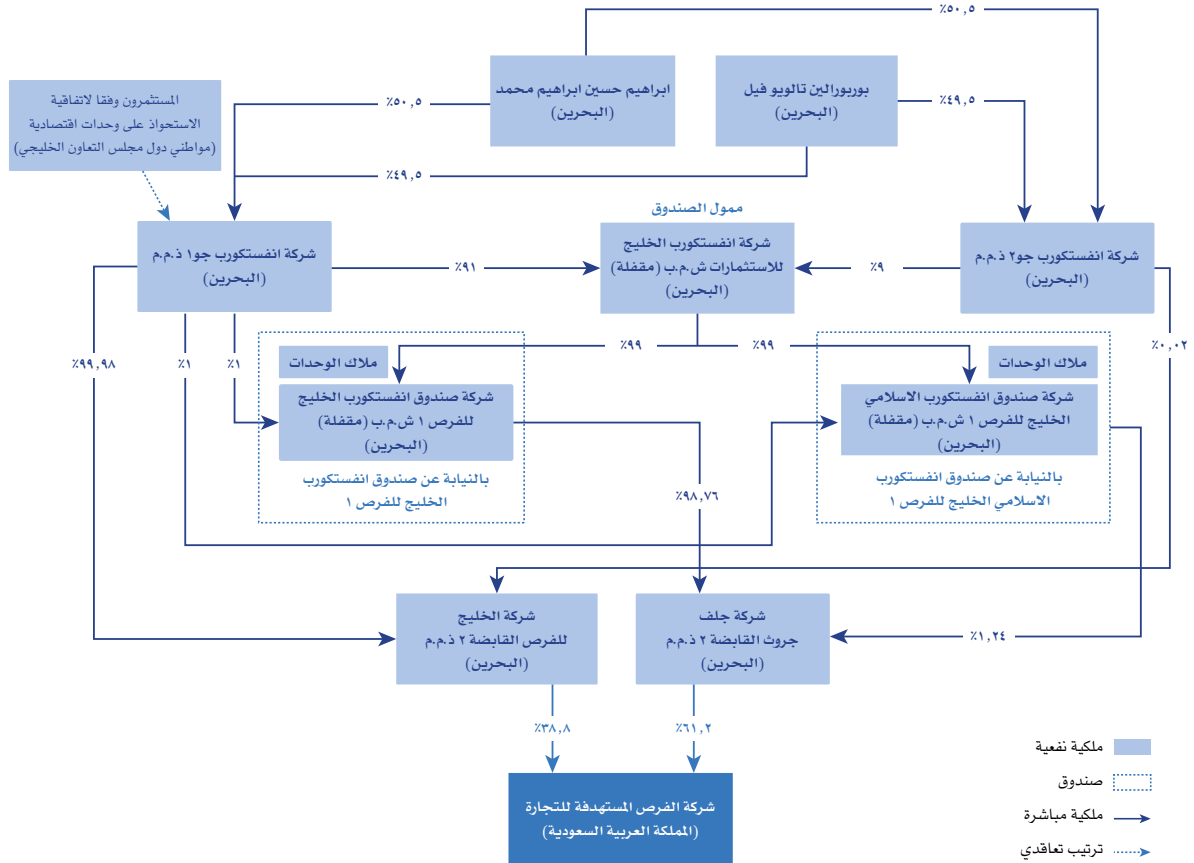 ٪٥٠,٥
ابراهيم حسين ابراهيم محمد
(البحرين)
بوربورالين تالويو فيل
(البحرين)
المستثمرون وفقا لاتفاقية
الاستحواذ على وحدات اقتصادية
(مواطني دول مجلس التعاون الخليجي)
٪٥٠,٥
٪٤٩,٥
٪٤٩,٥
ممول الصندوق
شركة انفستكورب جو٢ ذ.م.م
(البحرين)
شركة انفستكورب الخليج
للاستثمارات ش.م.ب (مقفلة)
(البحرين)
شركة انفستكورب جو١ ذ.م.م
(البحرين)
٪٩
٪٩١
٪٠,٠٢
٪٩٩
٪٩٩
٪١
٪١
٪٩٩,٩٨
ملاك الوحدات
شركة صندوق انفستكورب الاسلامي
الخليج للفرص ١ ش.م.ب (مقفلة)
(البحرين)
بالنيابة عن صندوق انفستكورب
الاسلامي الخليج للفرص ١
ملاك الوحدات
شركة صندوق انفستكورب الخليج
للفرص ١ ش.م.ب (مقفلة)
(البحرين)
بالنيابة عن صندوق انفستكورب
الخليج للفرص ١
٪٩٨,٧٦
٪١,٢٤
شركة جلف
جروث القابضة ٢ ذ.م.م
(البحرين)
شركة الخليج
للفرص القابضة ٢ ذ.م.م
(البحرين)
٪٦١,٢
٪٣٨,٨
شركة الفرص المستهدفة للتجارة
(المملكة العربية السعودية)
ملكية نفعية
صندوق
ملكية مباشرة
ترتيب تعاقدي